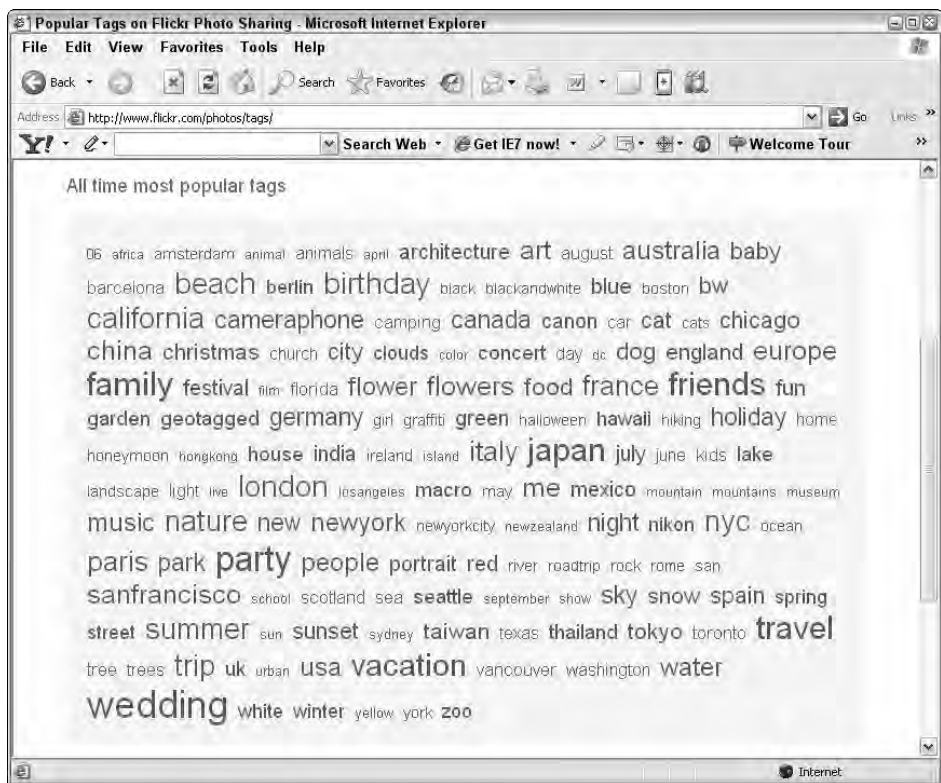 Popular Tags on Flickr Photo Sharing - Microsoft Internet Explorer
File Edit View Favorites Tools Help
Back Search Favorites
Address http://www.flickr.com/photos/tags/ Go Links »
Y! Search Web Get IE7 now! Welcome Tour »
All time most popular tags
06 africa amsterdam animal animals april architecture art august australia baby
barcelona beach berlin birthday black blackandwhite blue boston bw
california cameraphone camping canada canon car cat cats chicago
china christmas church city clouds color concert day dc dog england europe
family festival film florida flower flowers food france friends fun
garden geotagged germany girl graffiti green halloween hawaii hiking holiday home
honeymoon hongkong house india ireland island italy japan july june kids lake
landscape light live london losangeles macro may me mexico mountain mountains museum
music nature new newyork newyorkcity newzealand night nikon nyc ocean
paris park party people portrait red river roadtrip rock rome san
sanfrancisco school scotland sea seattle september show sky snow spain spring
street summer sun sunset sydney taiwan texas thailand tokyo toronto travel
tree trees trip uk urban usa vacation vancouver washington water
wedding white winter yellow york zoo
Internet